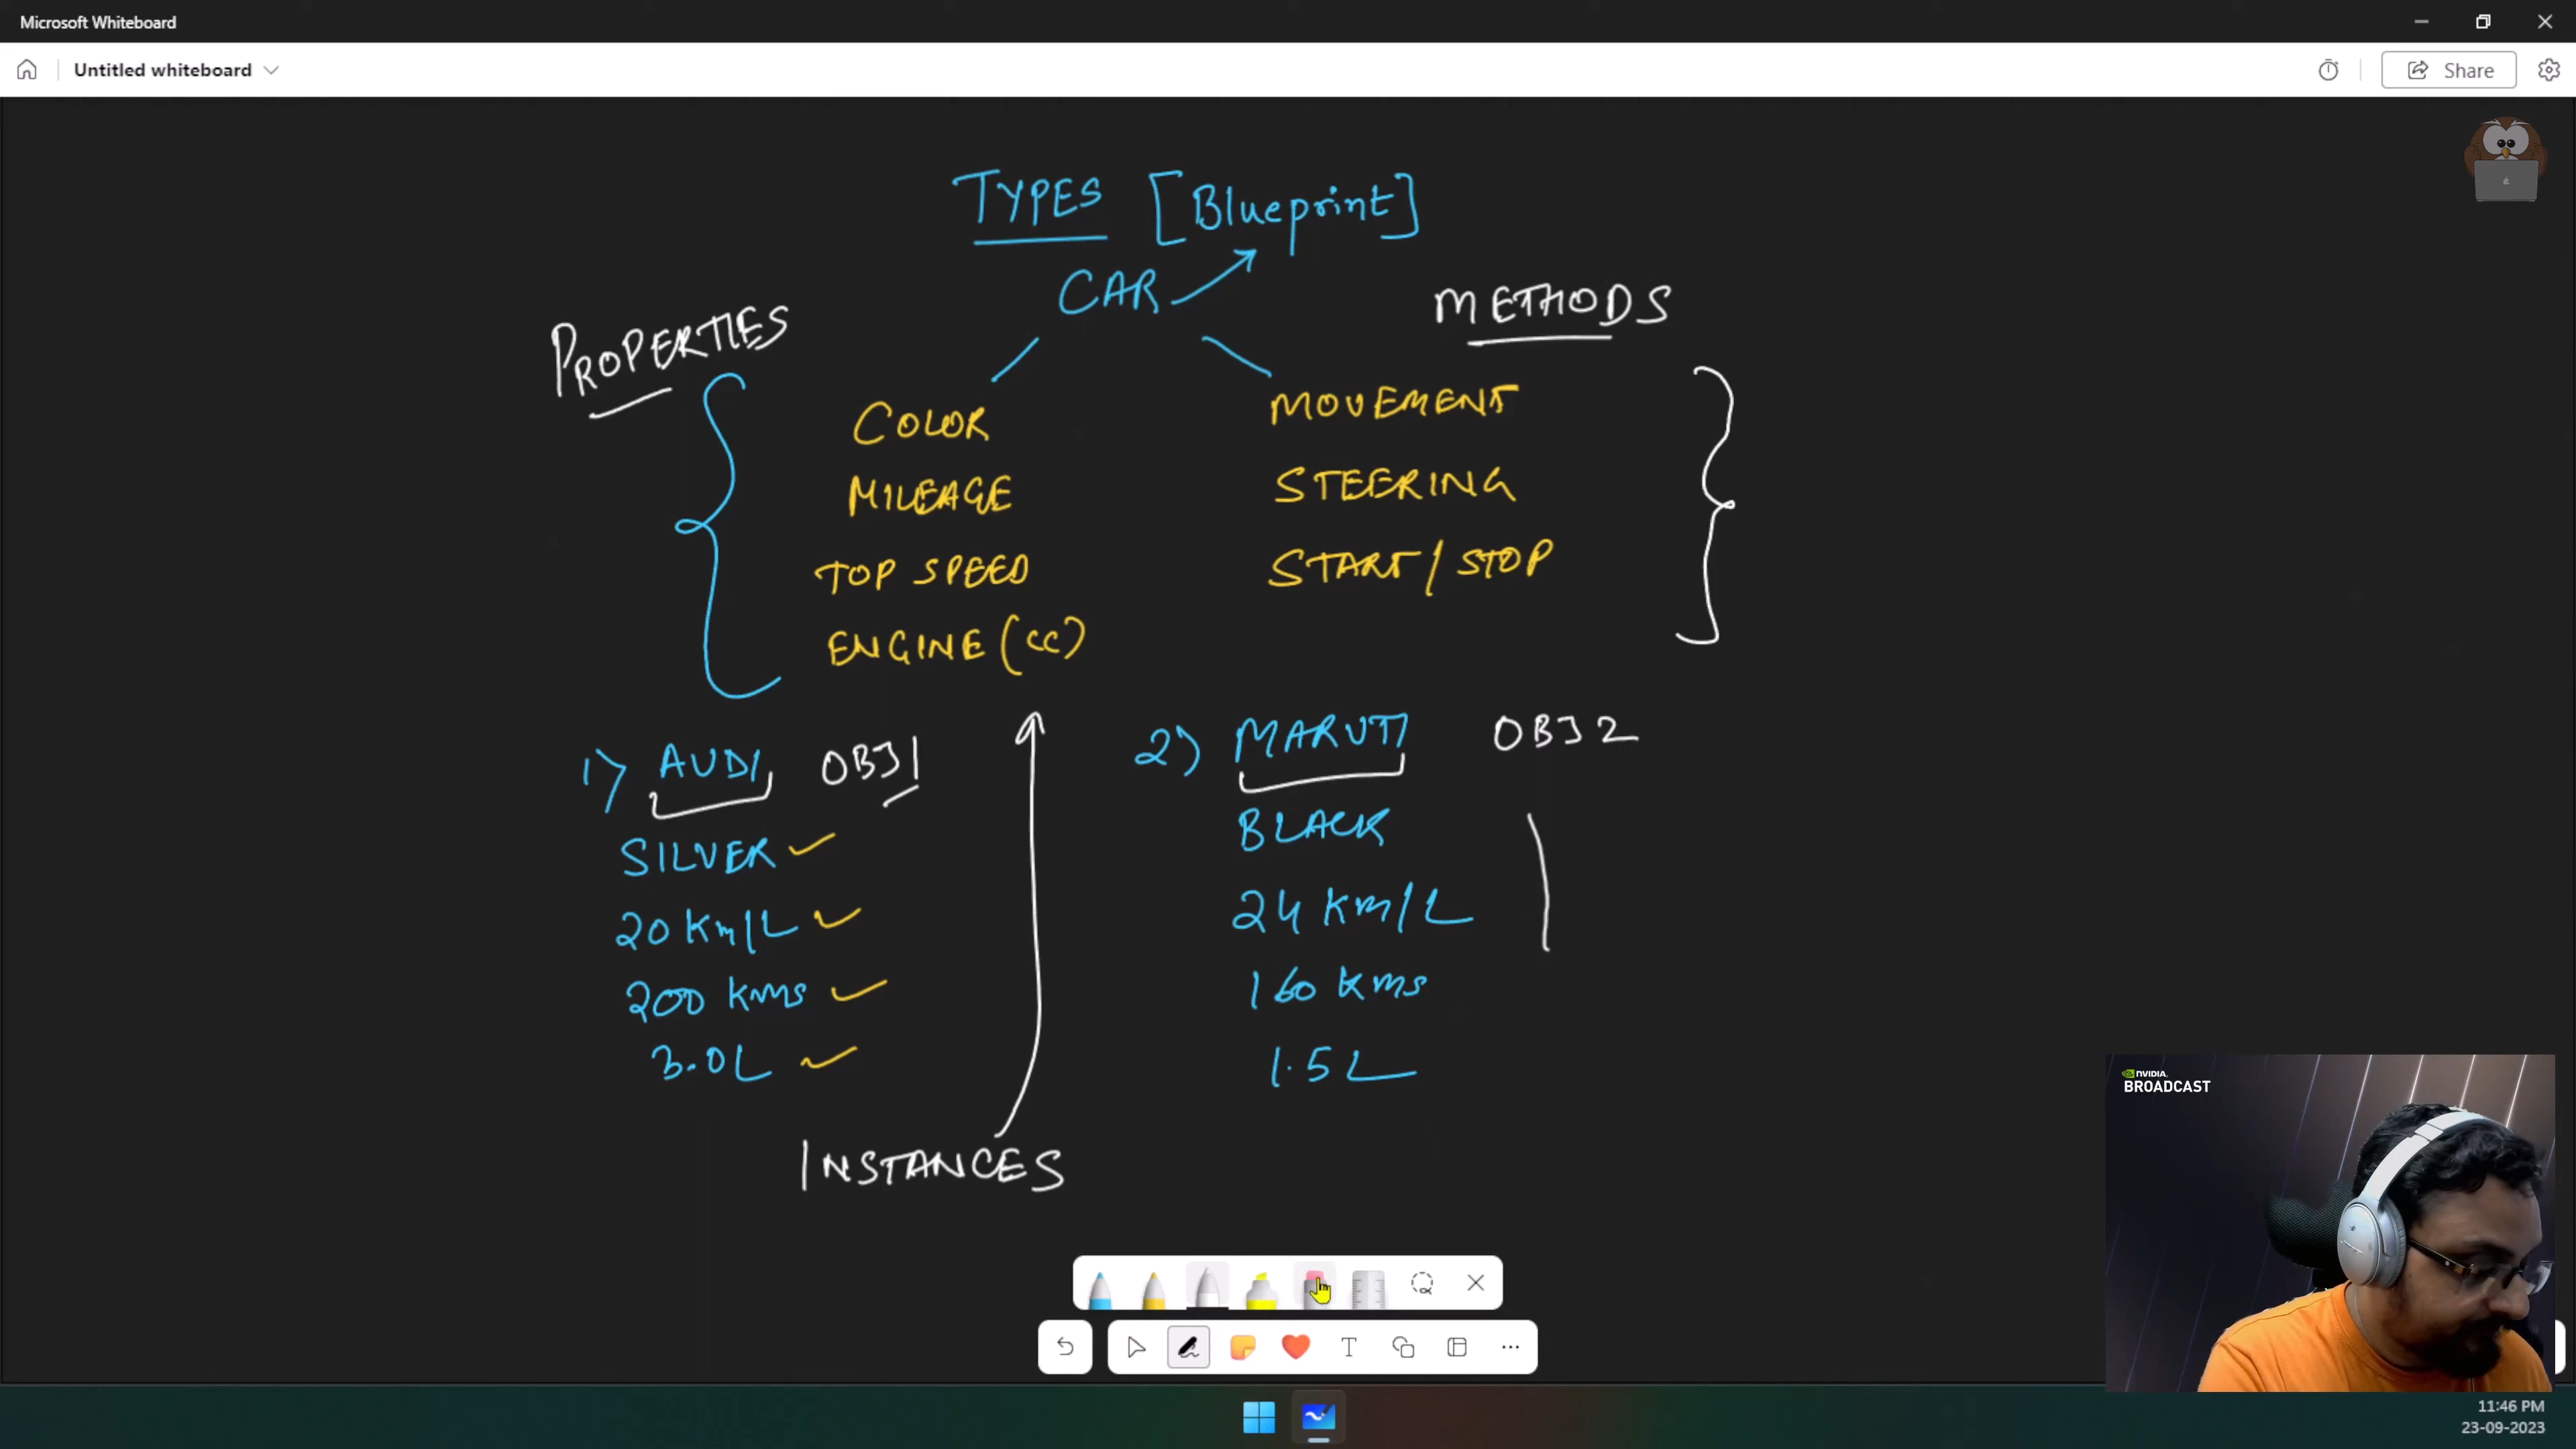 Microsoft Whiteboard
Untitled whiteboard
Share
TYPES [Blueprint]
CAR
PROPERTIES
METHODS
COLOR
MILEAGE
TOP SPEED
ENGINE (CC)
MOVEMENT
STEERING
START/STOP
1) AUDI OBJ1
SILVER
20 Km/L
200 Kms
3.0L
2) MARUTI OBJ2
BLACK
24 Km/L
160 Kms
1.5L
INSTANCES
NVIDIA.
BROADCAST
T
11:46 PM
23-09-2023